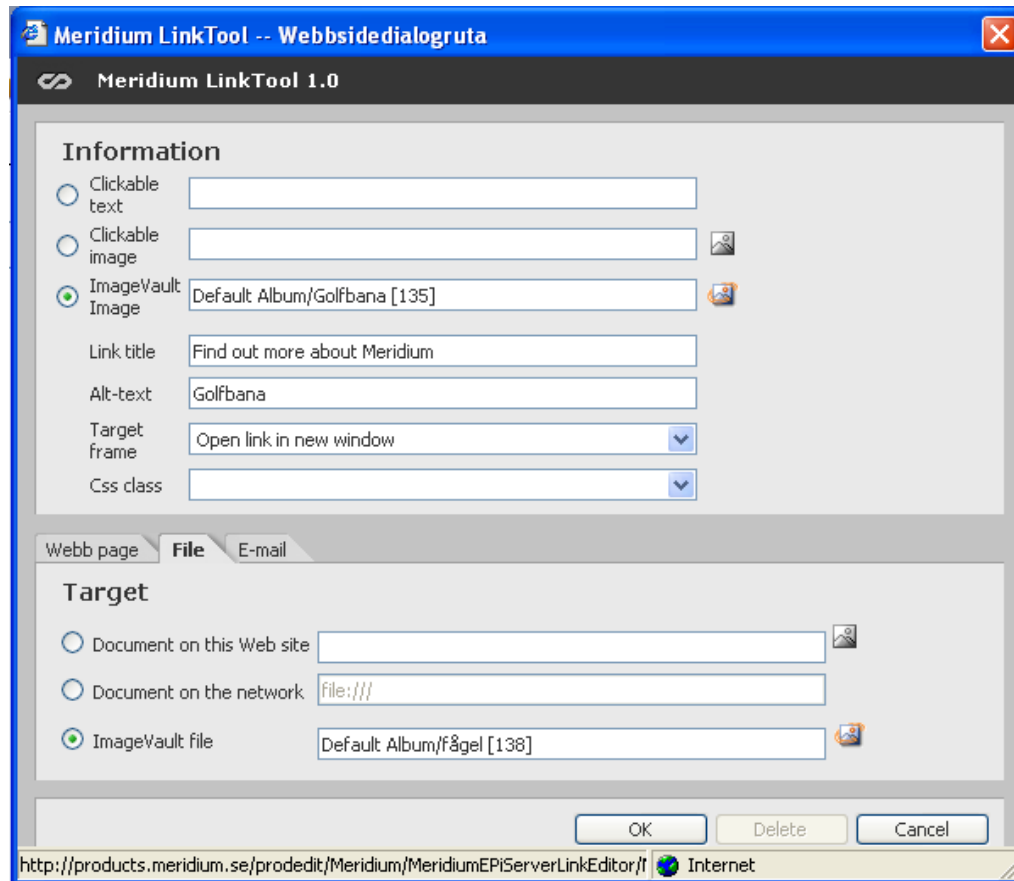 Meridium LinkTool -- Webbsidedialogruta
Meridium LinkTool 1.0
Information
Clickable
text
Clickable
image
ImageVault
Image
Default Album/Golfbana [135]
Link title
Find out more about Meridium
Alt-text
Golfbana
Target
frame
Open link in new window
Css class
Webb page File E-mail
Target
Document on this Web site
Document on the network
file:///
ImageVault file
Default Album/fågel [138]
OK Delete Cancel
http://products.meridium.se/prodedit/Meridium/MeridiumEPiServerLinkEditor/ Internet